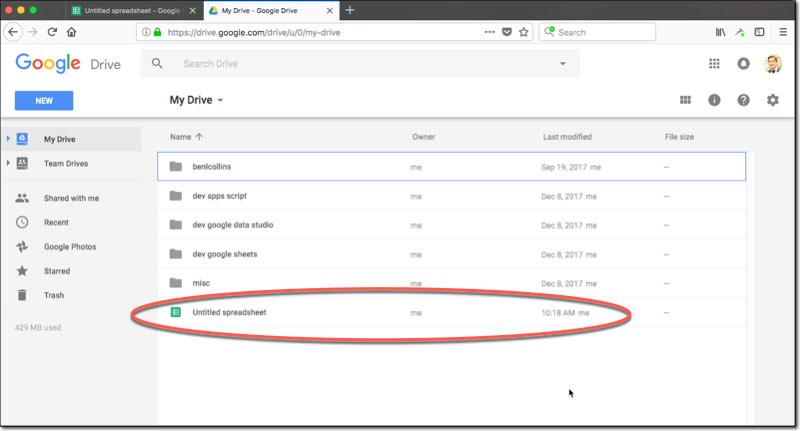 Untitled spreadsheet - Google S
My Drive - Google Drive
https://drive.google.com/drive/u/0/my-drive
Search
Google Drive
Search Drive
NEW
My Drive
My Drive
Team Drives
Shared with me
Recent
Google Photos
Starred
Trash
429 MB used
Name Owner Last modified File size
benlcollins me Sep 19, 2017 me —
dev apps script me Dec 8, 2017 me —
dev google data studio me Dec 8, 2017 me —
dev google sheets me Dec 8, 2017 me —
misc me Dec 8, 2017 me —
Untitled spreadsheet me 10:18 AM me —